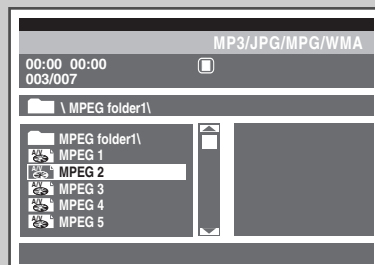 MP3/JPG/MPG/WMA
00:00 00:00
003/007
\ MPEG folder1\
MPEG folder1\
A/V MPEG 1
A/V MPEG 2
A/V MPEG 3
A/V MPEG 4
A/V MPEG 5